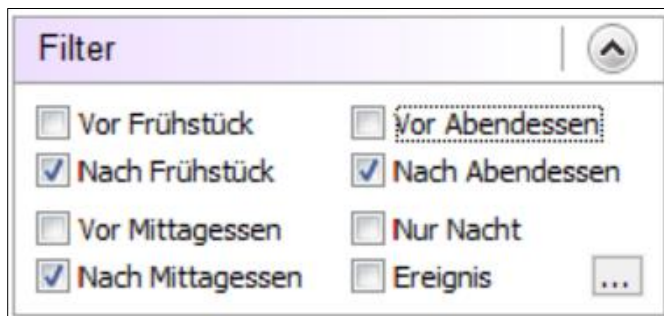 Filter
Vor Frühstück
Nach Frühstück
Vor Mittagessen
Nach Mittagessen
Vor Abendessen
Nach Abendessen
Nur Nacht
Ereignis
...